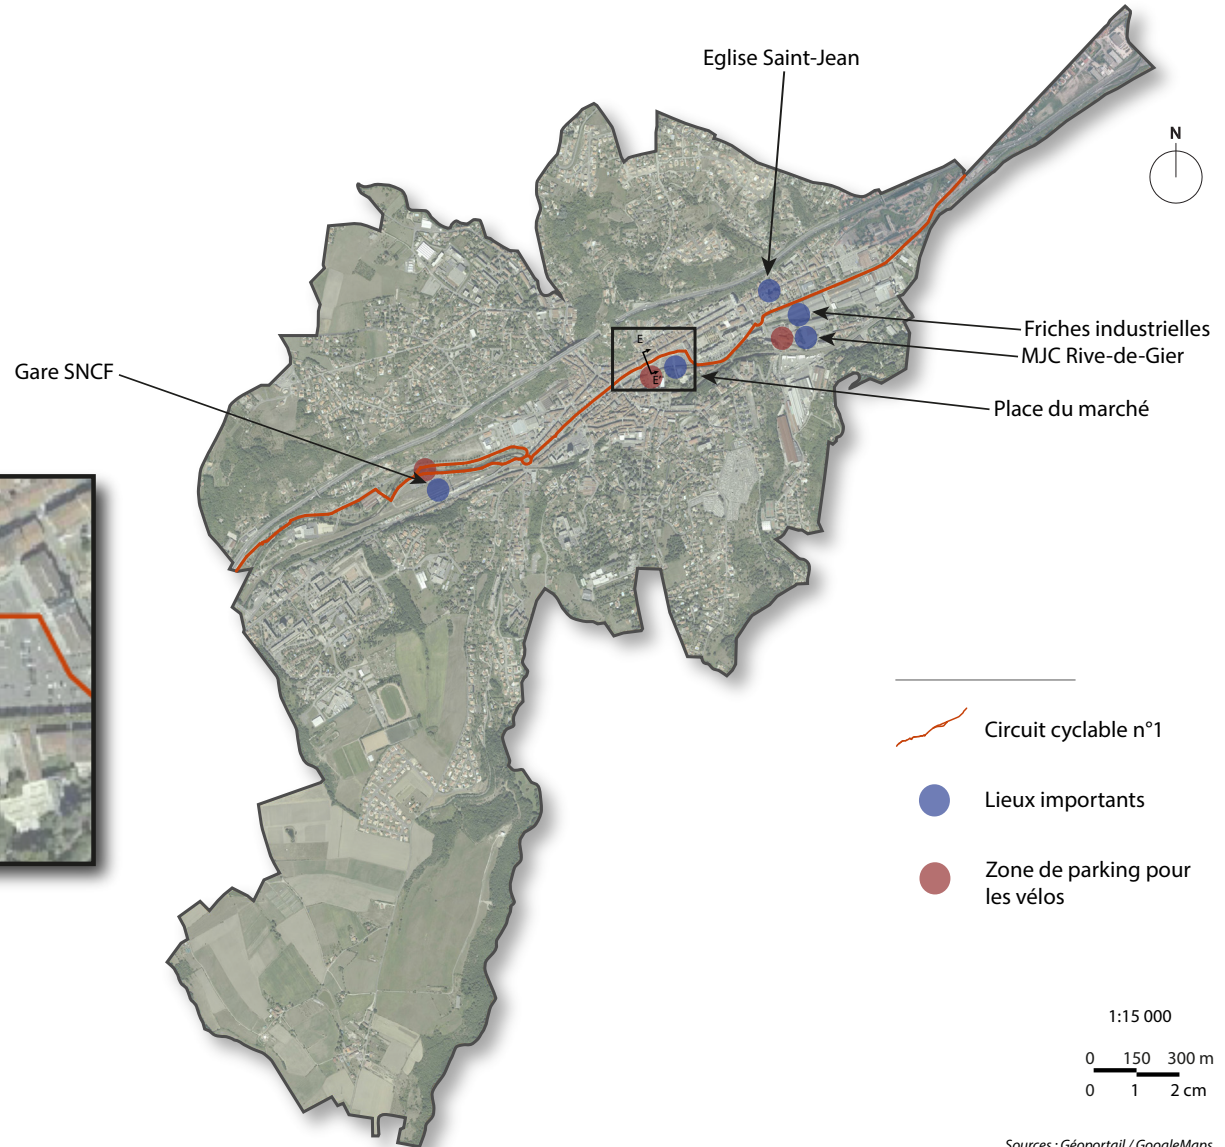 Eglise Saint-Jean
N
Friches industrielles
MJC Rive-de-Gier
E
E'
Gare SNCF
Place du marché
Circuit cyclable n°1
Lieux importants
Zone de parking pour
les vélos
1:15 000
0 150 300 m
0 1 2 cm
Sources : Géoportail / GoogleMaps